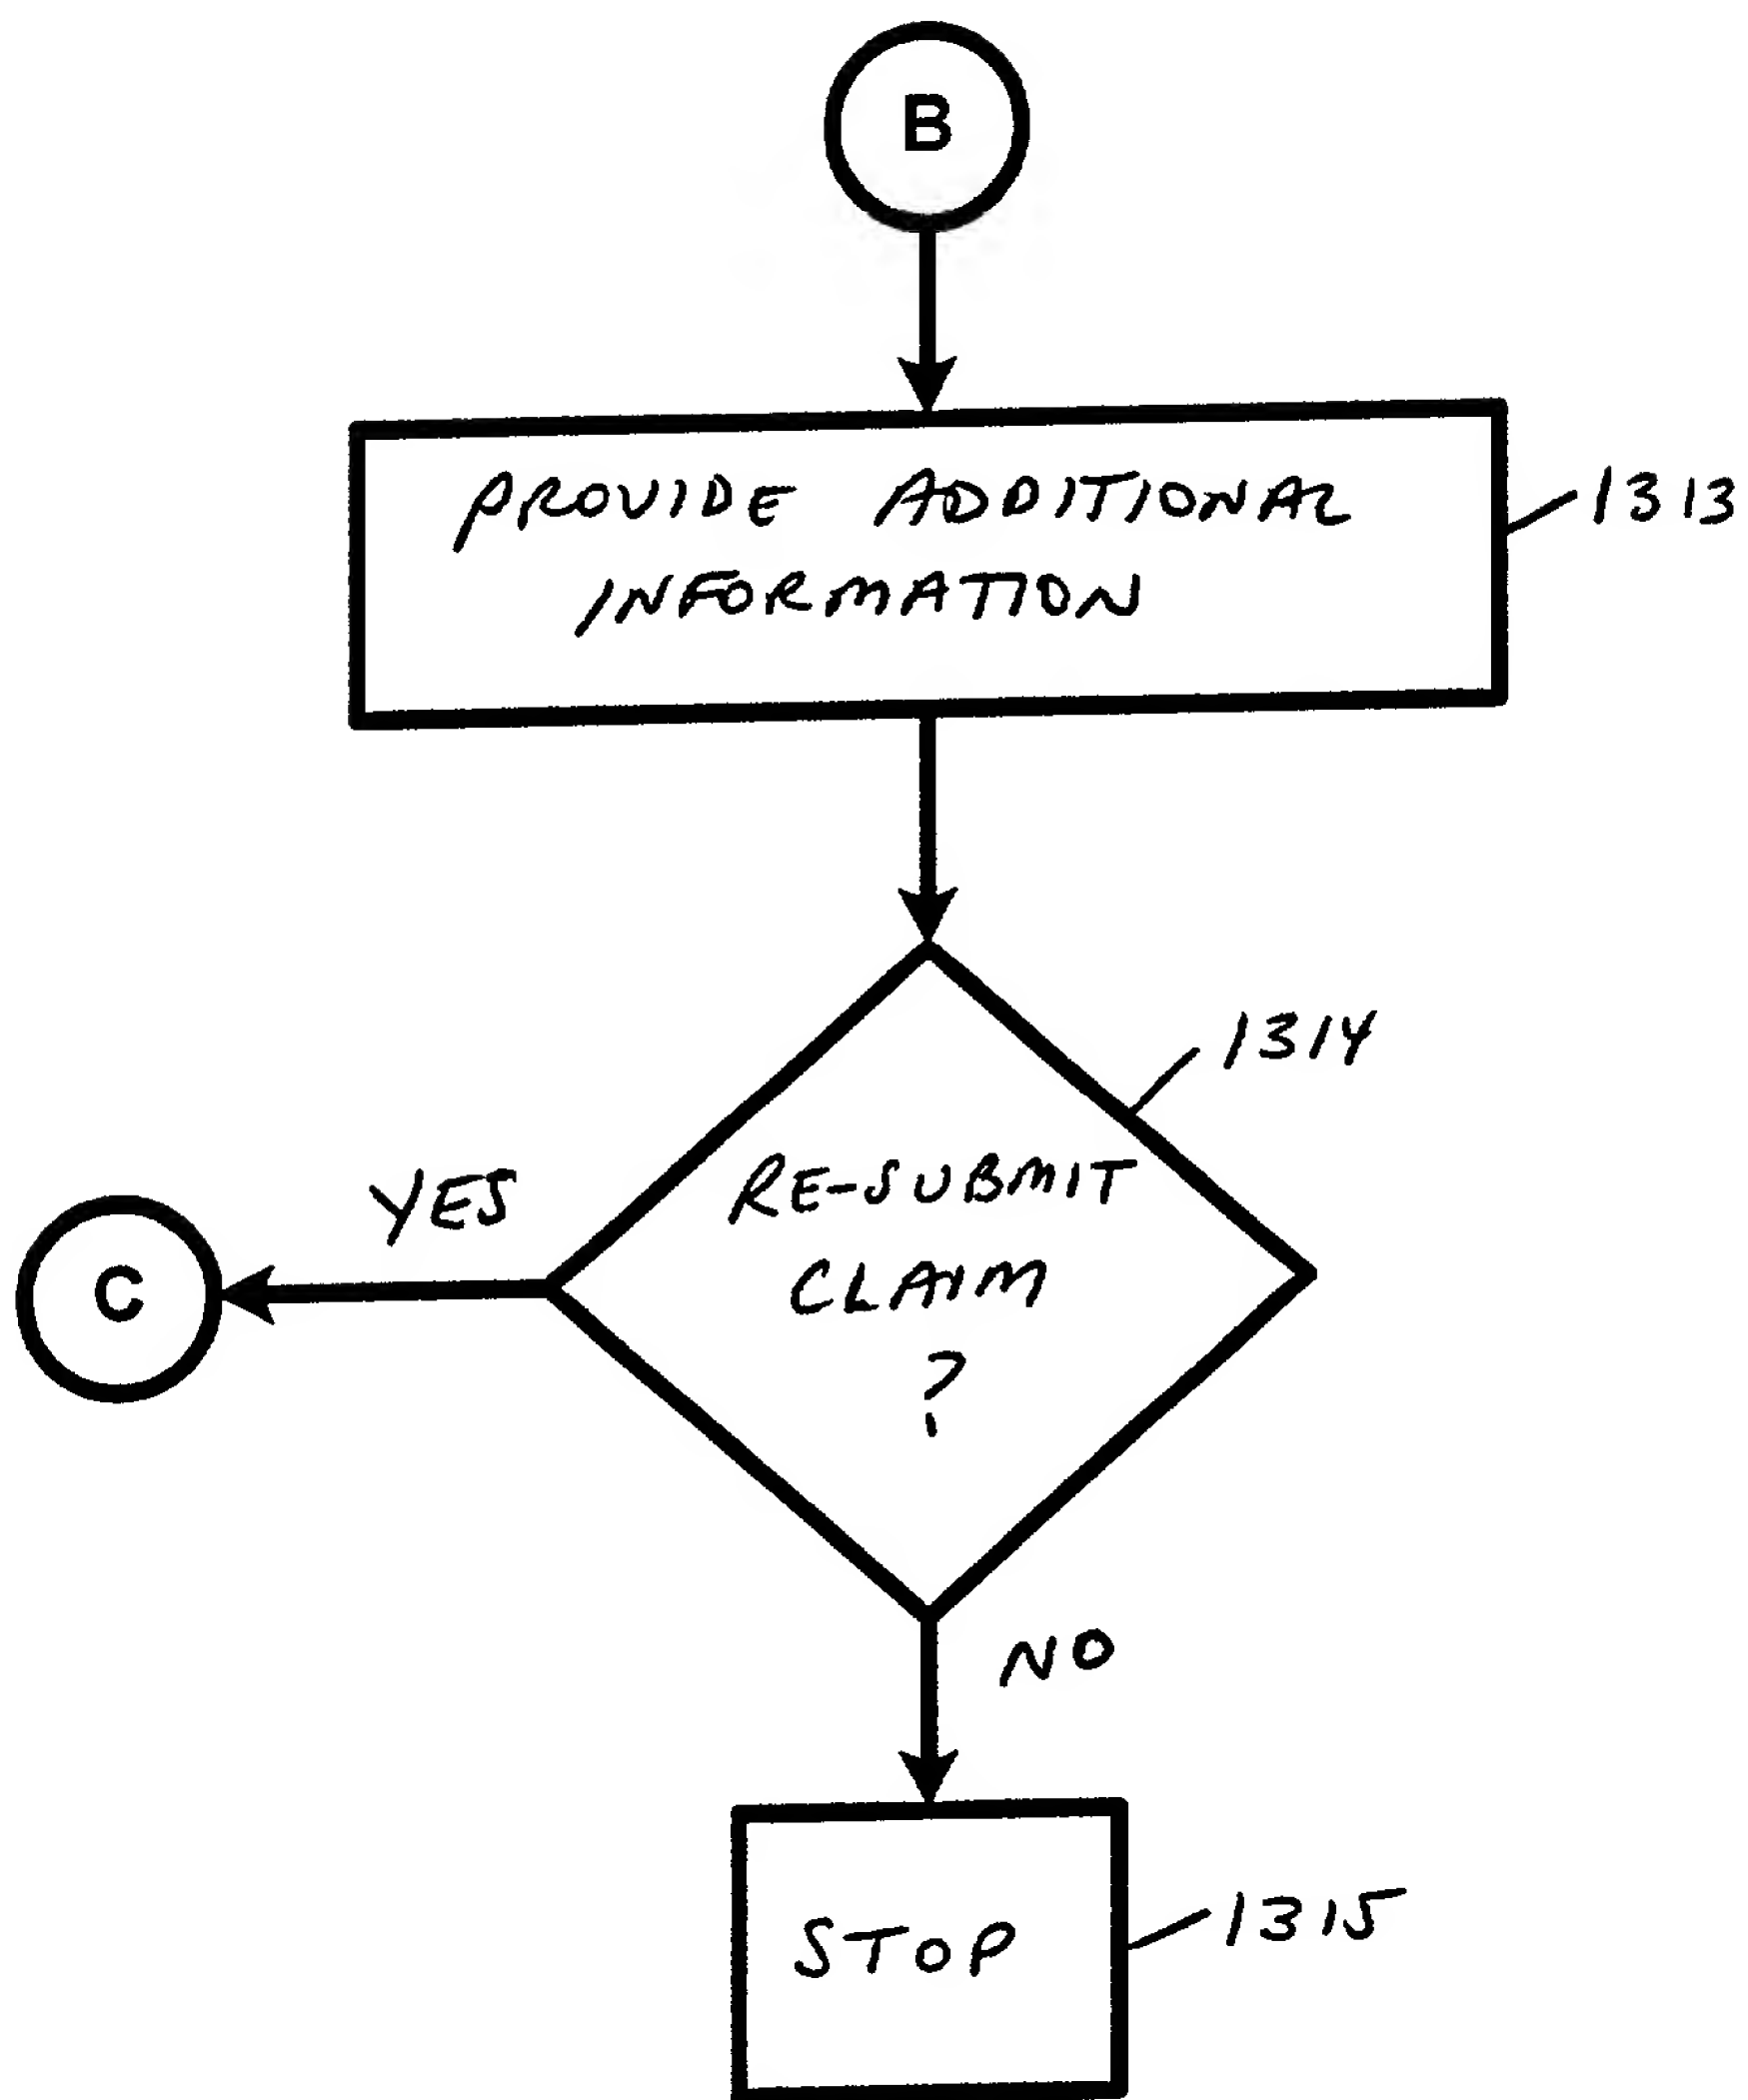 B
PROVIDE ADDITIONAL
INFORMATION
1313
1314
RE-SUBMIT
CLAIM
?
YES
C
NO
STOP
1315